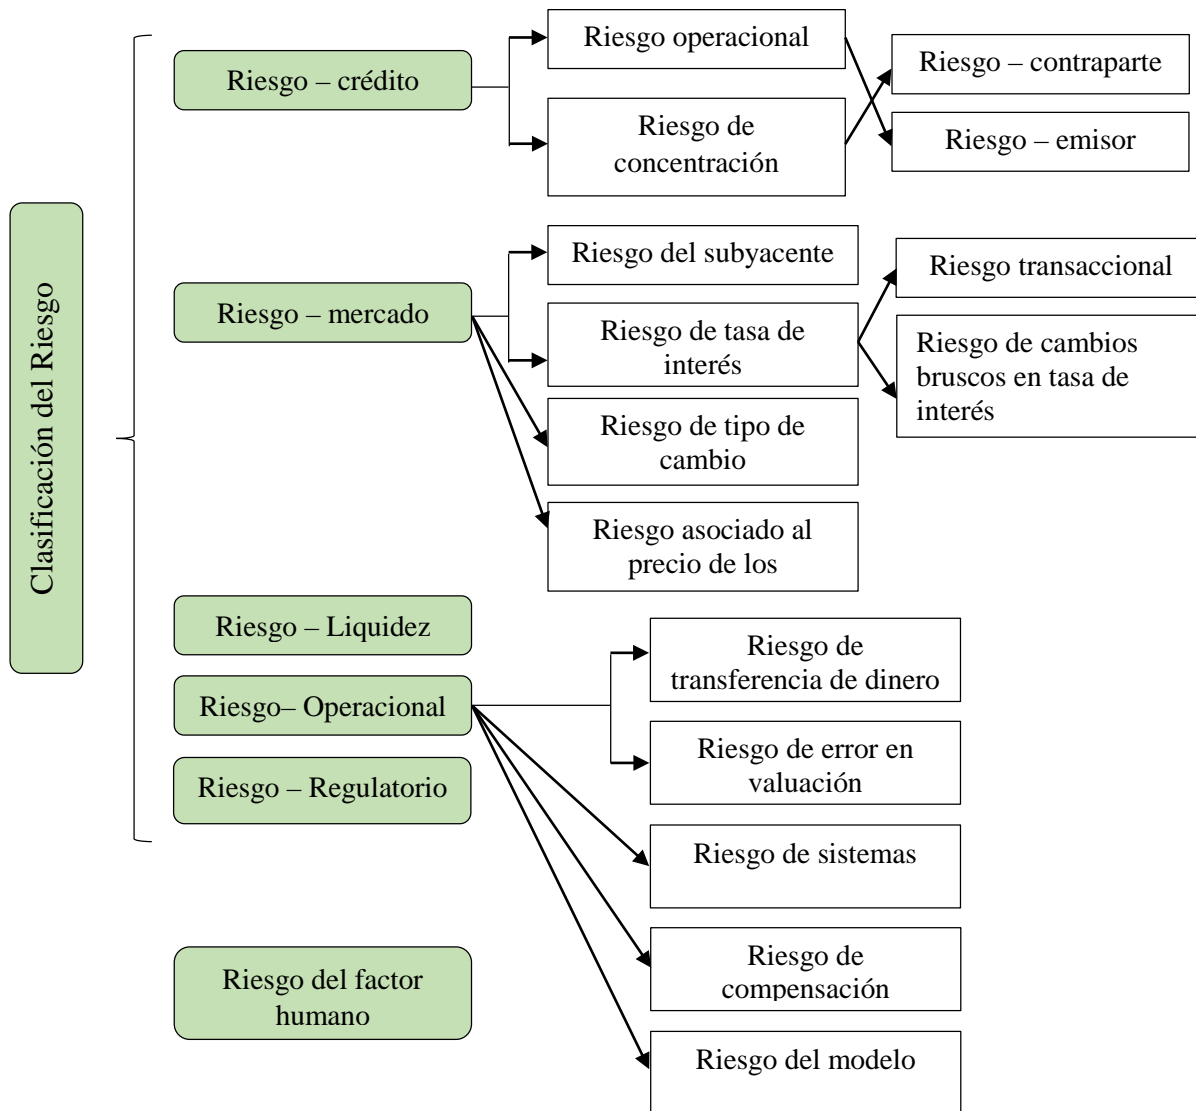 Clasificación del Riesgo
Riesgo – crédito
Riesgo operacional
Riesgo de
concentración
Riesgo – contraparte
Riesgo – emisor
Riesgo – mercado
Riesgo del subyacente
Riesgo de tasa de
interés
Riesgo transaccional
Riesgo de cambios
bruscos en tasa de
interés
Riesgo de tipo de
cambio
Riesgo asociado al
precio de los
Riesgo – Liquidez
Riesgo– Operacional
Riesgo – Regulatorio
Riesgo de
transferencia de dinero
Riesgo de error en
valuación
Riesgo de sistemas
Riesgo de
compensación
Riesgo del modelo
Riesgo del factor
humano